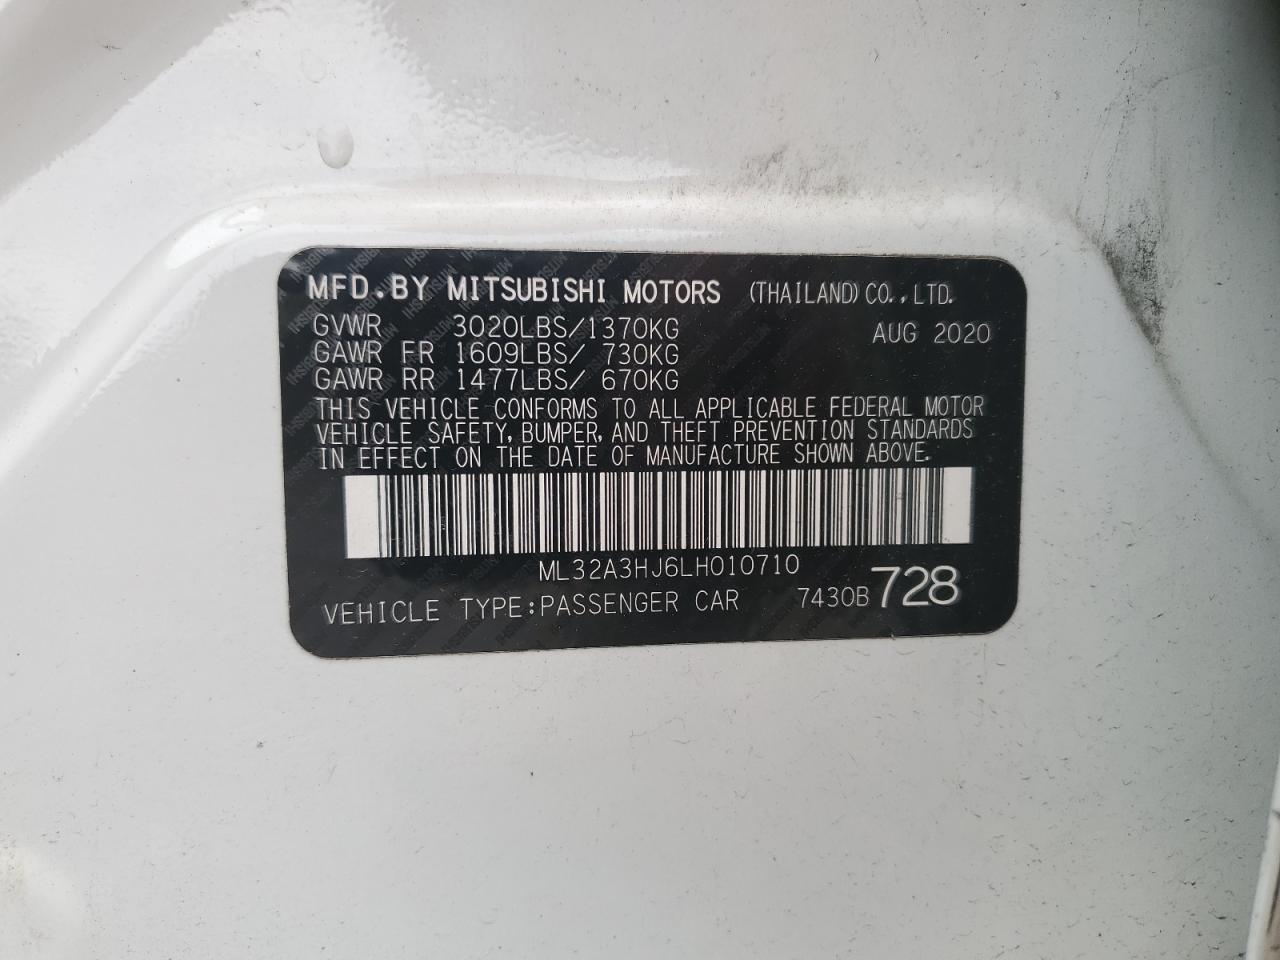 MFD.BY MITSUBISHI MOTORS (THAILAND) CO.,LTD.
GVWR 3020LBS/1370KG AUG 2020
GAWR FR 1609LBS/ 730KG
GAWR RR 1477LBS/ 670KG
THIS VEHICLE CONFORMS TO ALL APPLICABLE FEDERAL MOTOR
VEHICLE SAFETY, BUMPER, AND THEFT PREVENTION STANDARDS
IN EFFECT ON THE DATE OF MANUFACTURE SHOWN ABOVE.
ML32A3HJ6LH010710
VEHICLE TYPE:PASSENGER CAR 7430B 728